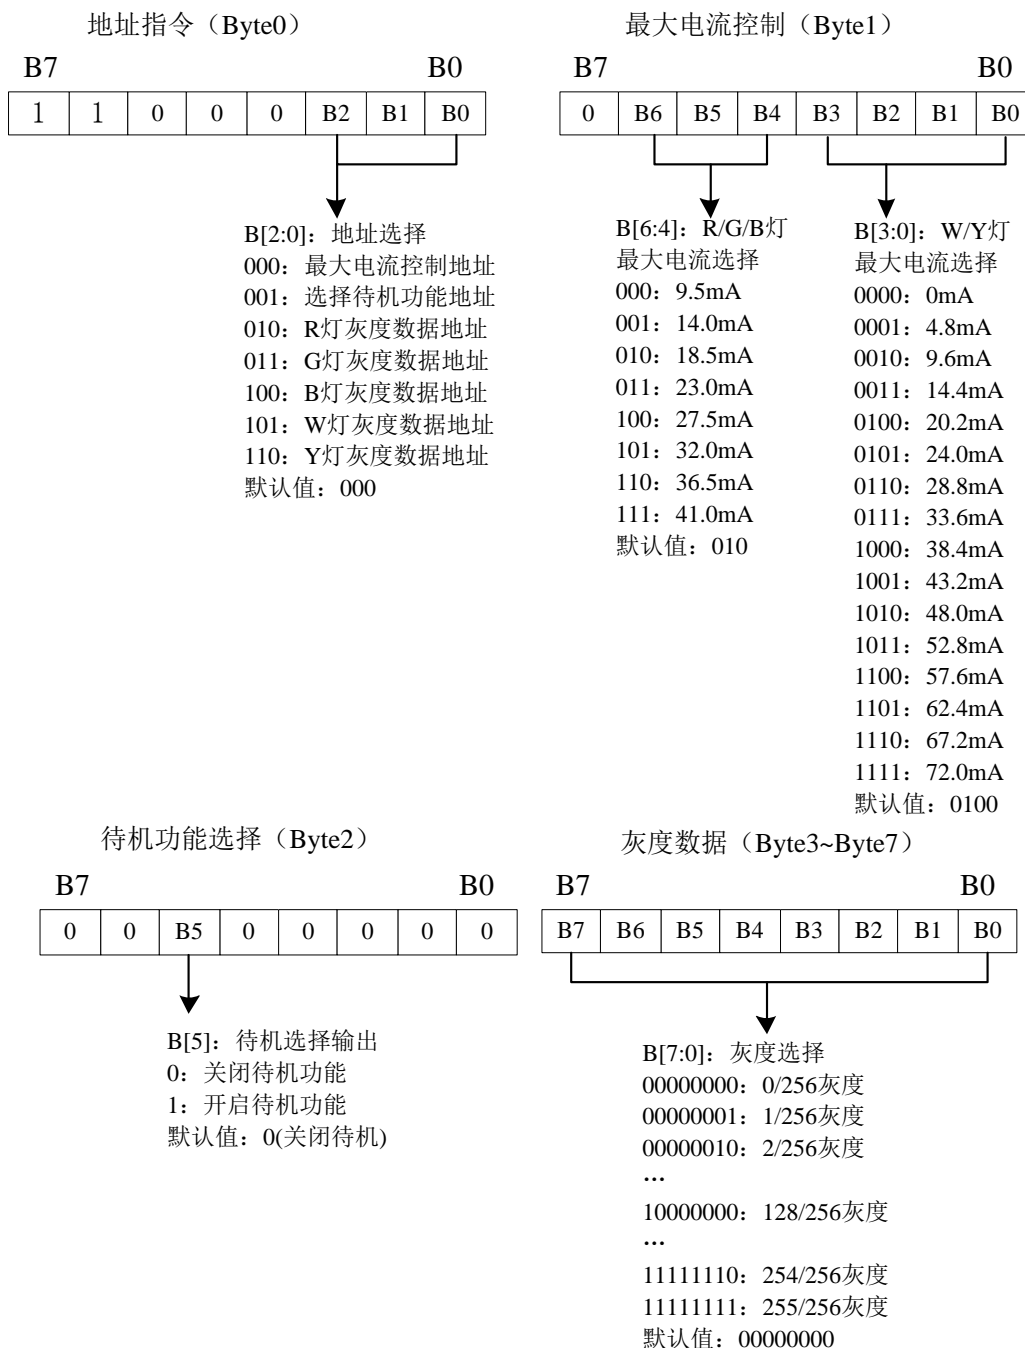 地址指令（Byte0）
B7 B0
1 1 0 0 0 B2 B1 B0
B[2:0]：地址选择
000：最大电流控制地址
001：选择待机功能地址
010：R灯灰度数据地址
011：G灯灰度数据地址
100：B灯灰度数据地址
101：W灯灰度数据地址
110：Y灯灰度数据地址
默认值：000
最大电流控制（Byte1）
B7 B0
0 B6 B5 B4 B3 B2 B1 B0
B[6:4]：R/G/B灯
最大电流选择
000：9.5mA
001：14.0mA
010：18.5mA
011：23.0mA
100：27.5mA
101：32.0mA
110：36.5mA
111：41.0mA
默认值：010
B[3:0]：W/Y灯
最大电流选择
0000：0mA
0001：4.8mA
0010：9.6mA
0011：14.4mA
0100：20.2mA
0101：24.0mA
0110：28.8mA
0111：33.6mA
1000：38.4mA
1001：43.2mA
1010：48.0mA
1011：52.8mA
1100：57.6mA
1101：62.4mA
1110：67.2mA
1111：72.0mA
默认值：0100
待机功能选择（Byte2）
B7 B0
0 0 B5 0 0 0 0 0
B[5]：待机选择输出
0：关闭待机功能
1：开启待机功能
默认值：0(关闭待机)
灰度数据（Byte3~Byte7）
B7 B0
B7 B6 B5 B4 B3 B2 B1 B0
B[7:0]：灰度选择
00000000：0/256灰度
00000001：1/256灰度
00000010：2/256灰度
…
10000000：128/256灰度
…
11111110：254/256灰度
11111111：255/256灰度
默认值：00000000